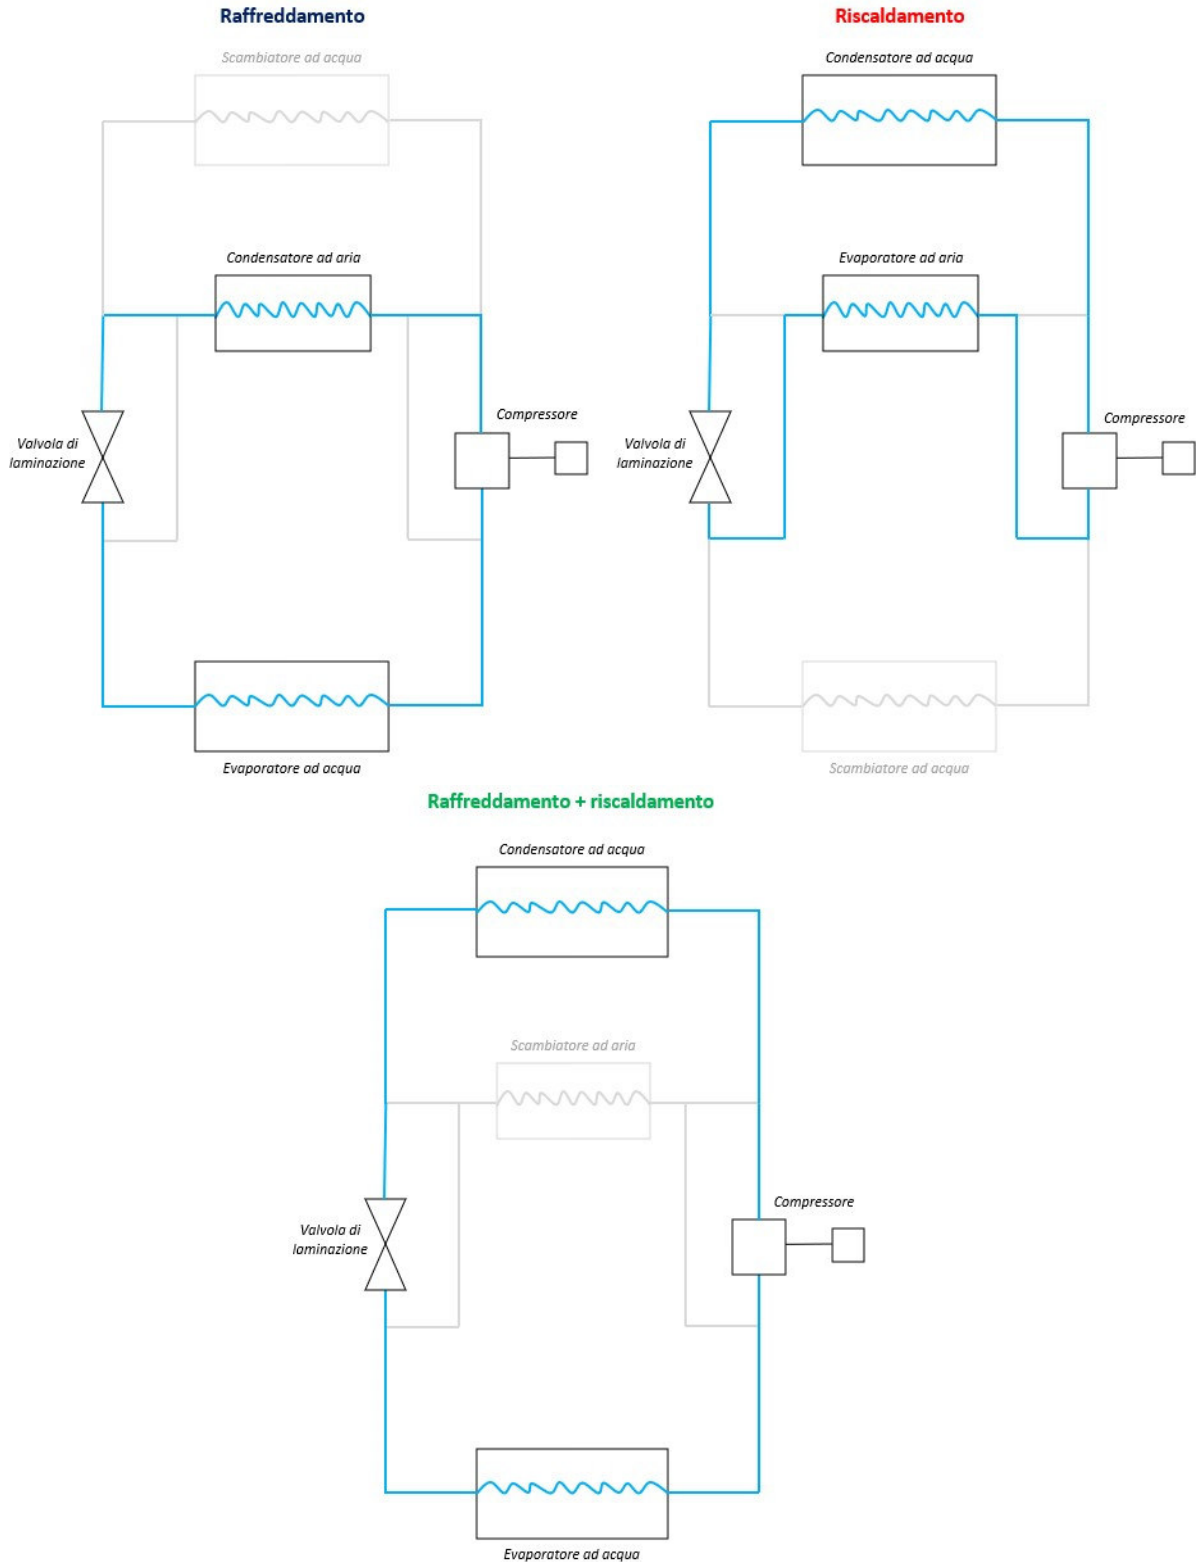 Raffreddamento
Scambiatore ad acqua
Condensatore ad aria
Compressore
Valvola di
laminazione
Evaporatore ad acqua
Riscaldamento
Condensatore ad acqua
Evaporatore ad aria
Compressore
Valvola di
laminazione
Scambiatore ad acqua
Raffreddamento + riscaldamento
Condensatore ad acqua
Scambiatore ad aria
Compressore
Valvola di
laminazione
Evaporatore ad acqua